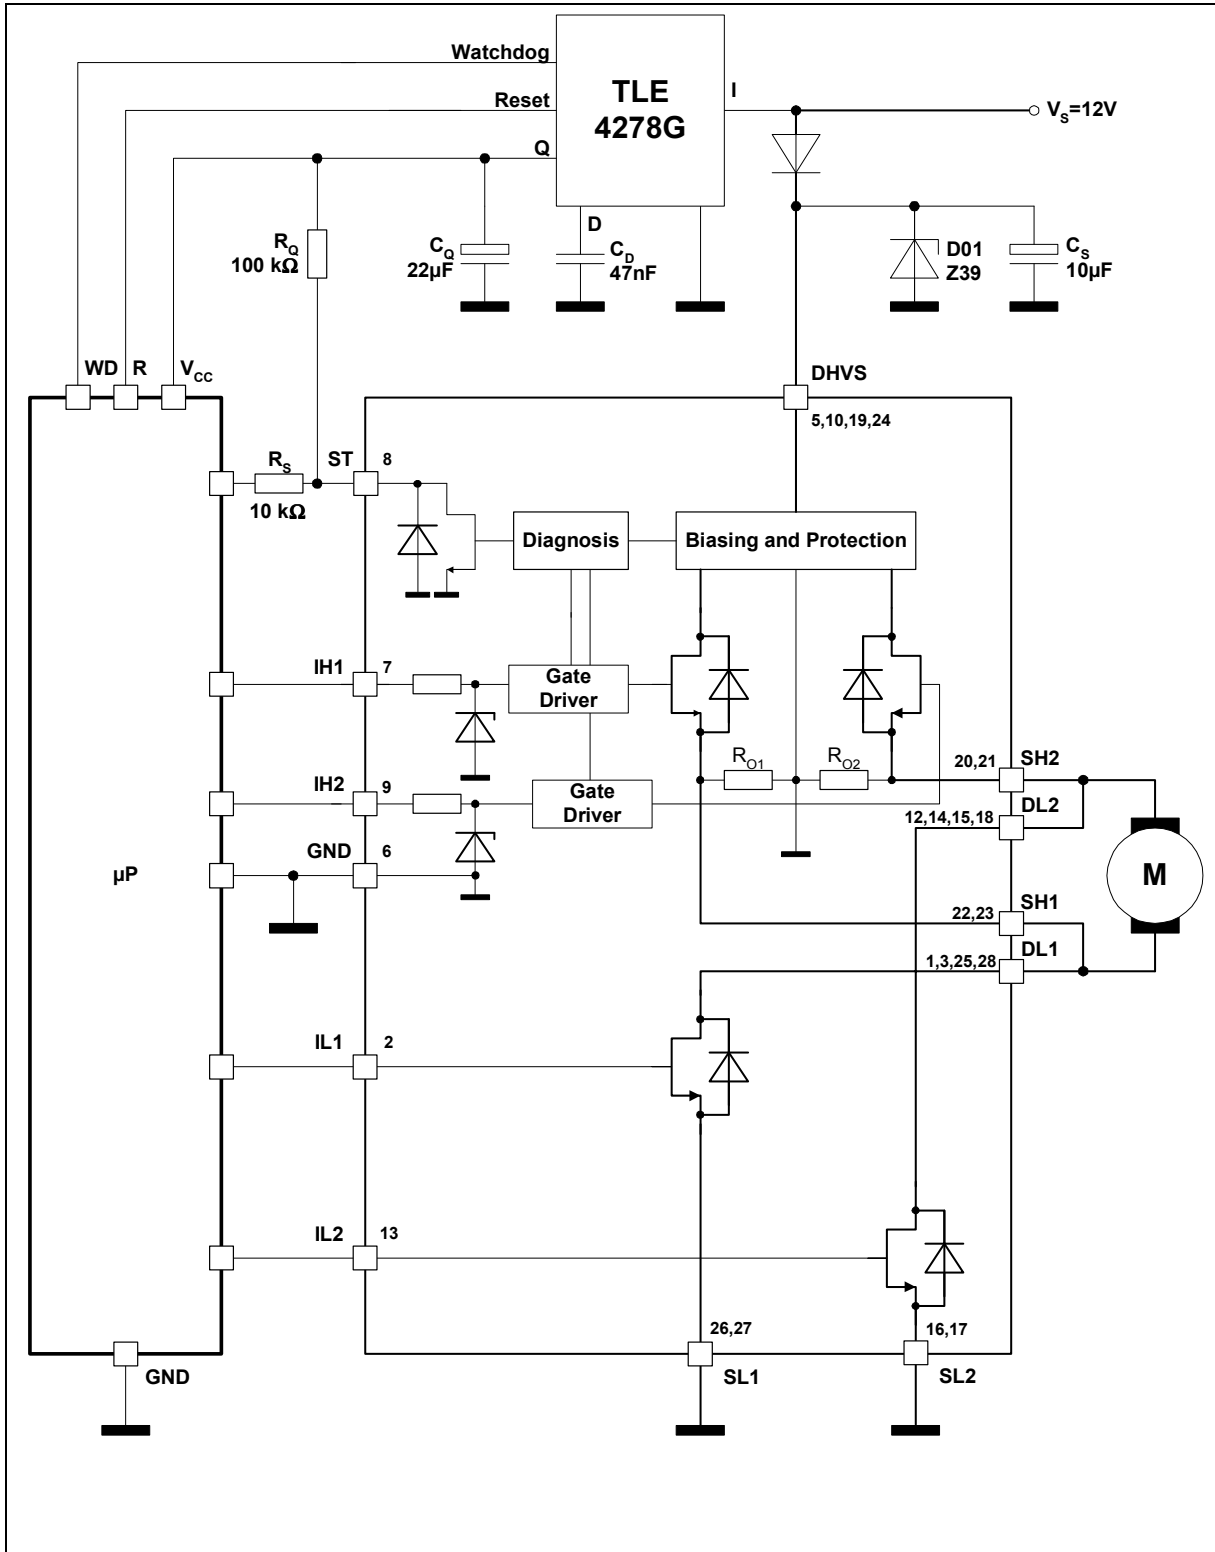 Watchdog
TLE
4278G
I
Reset
V_S=12V
Q
D
R_Q
100 kΩ
C_Q
22µF
C_D
47nF
D01
Z39
C_S
10µF
WD
R
V_CC
DHVS
5,10,19,24
R_S
10 kΩ
ST
8
Diagnosis
Biasing and Protection
IH1
7
Gate
Driver
R_O1
R_O2
20,21
SH2
IH2
9
Gate
Driver
12,14,15,18
DL2
GND
6
µP
M
22,23
SH1
1,3,25,28
DL1
IL1
2
IL2
13
26,27
SL1
16,17
SL2
GND